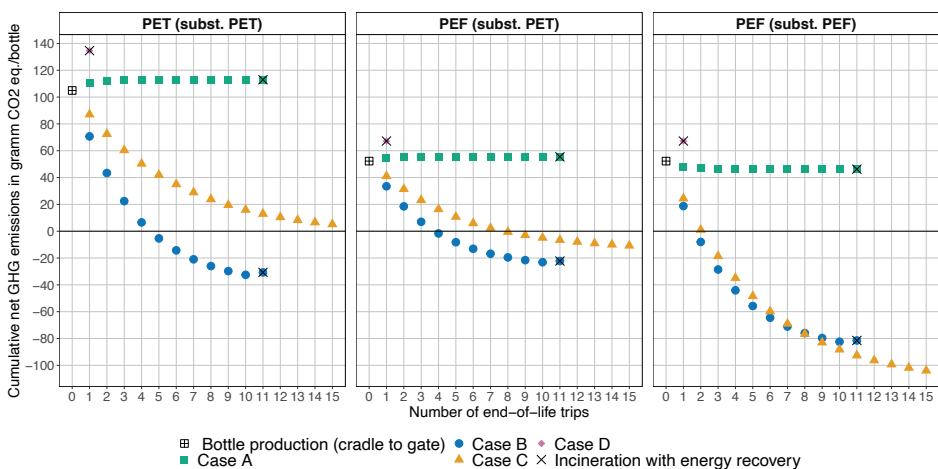 PET (subst. PET)
PEF (subst. PET)
PEF (subst. PEF)
Cumulative net GHG emissions in gramm CO2 eq./bottle
140
120
100
80
60
40
20
0
−20
−40
−60
−80
−100
0 1 2 3 4 5 6 7 8 9 10 11 12 13 14 15
0 1 2 3 4 5 6 7 8 9 10 11 12 13 14 15
0 1 2 3 4 5 6 7 8 9 10 11 12 13 14 15
Number of end−of−life trips
Bottle production (cradle to gate)
Case B
Case D
Case A
Case C
Incineration with energy recovery